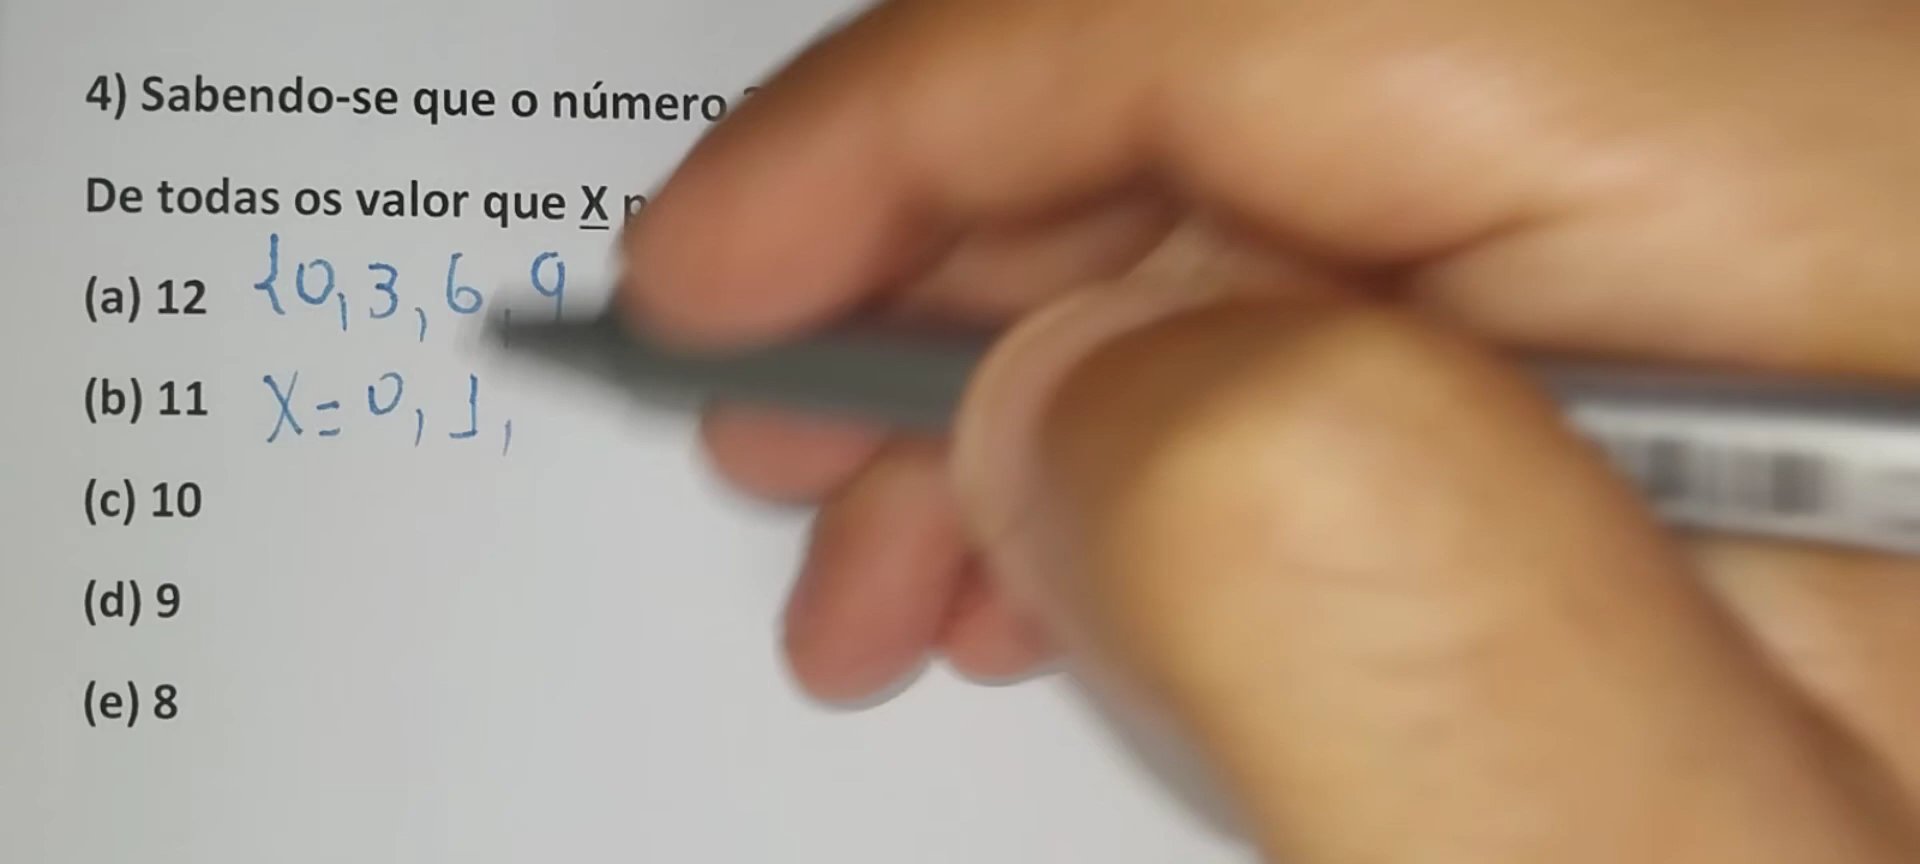 4) Sabendo-se que o número
De todas os valor que X
(a) 12 {0, 3, 6, 9
(b) 11 X = 0, 1,
(c) 10
(d) 9
(e) 8